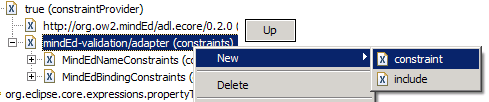 true (constraintProvider)
http://org.ow2.mindEd/adl.ecore/0.2.0 (
Up
mindEd-validation/adapter (constraints)
MindEdNameConstraints (co
New
constraint
MindEdBindingConstraints (
include
Delete
org.eclipse.core.expressions.propertyT